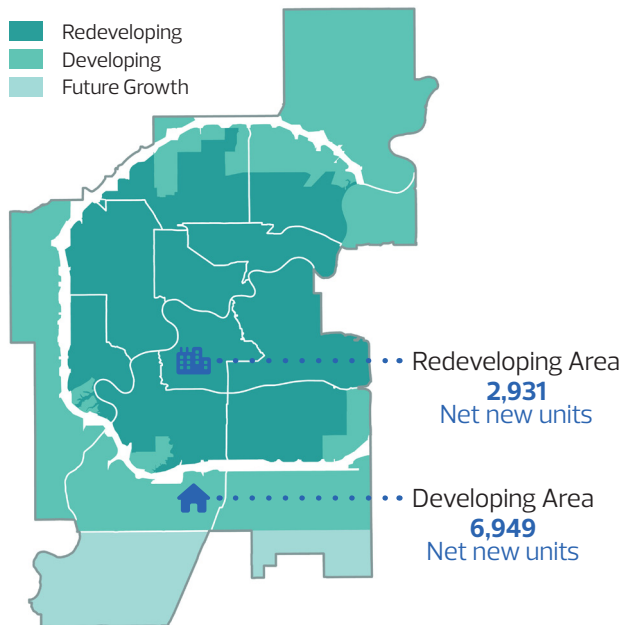 Redeveloping
Developing
Future Growth
Redeveloping Area
2,931
Net new units
Developing Area
6,949
Net new units